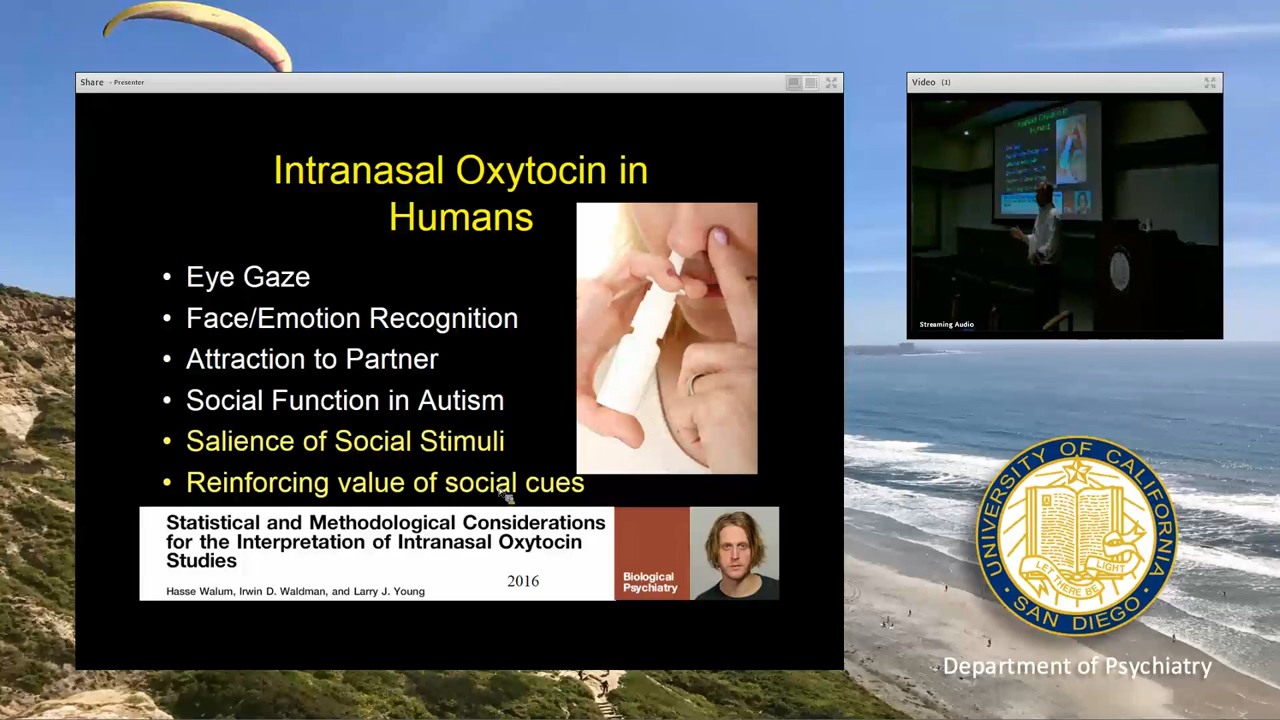 Share - Presenter
Intranasal Oxytocin in
Humans
• Eye Gaze
• Face/Emotion Recognition
• Attraction to Partner
• Social Function in Autism
• Salience of Social Stimuli
• Reinforcing value of social cues
Statistical and Methodological Considerations
for the Interpretation of Intranasal Oxytocin
Studies
2016
Hasse Walum, Irwin D. Waldman, and Larry J. Young
Biological
Psychiatry
Video (1)
Streaming Audio
UNIVERSITY OF CALIFORNIA
LET THERE BE LIGHT
SAN DIEGO
Department of Psychiatry